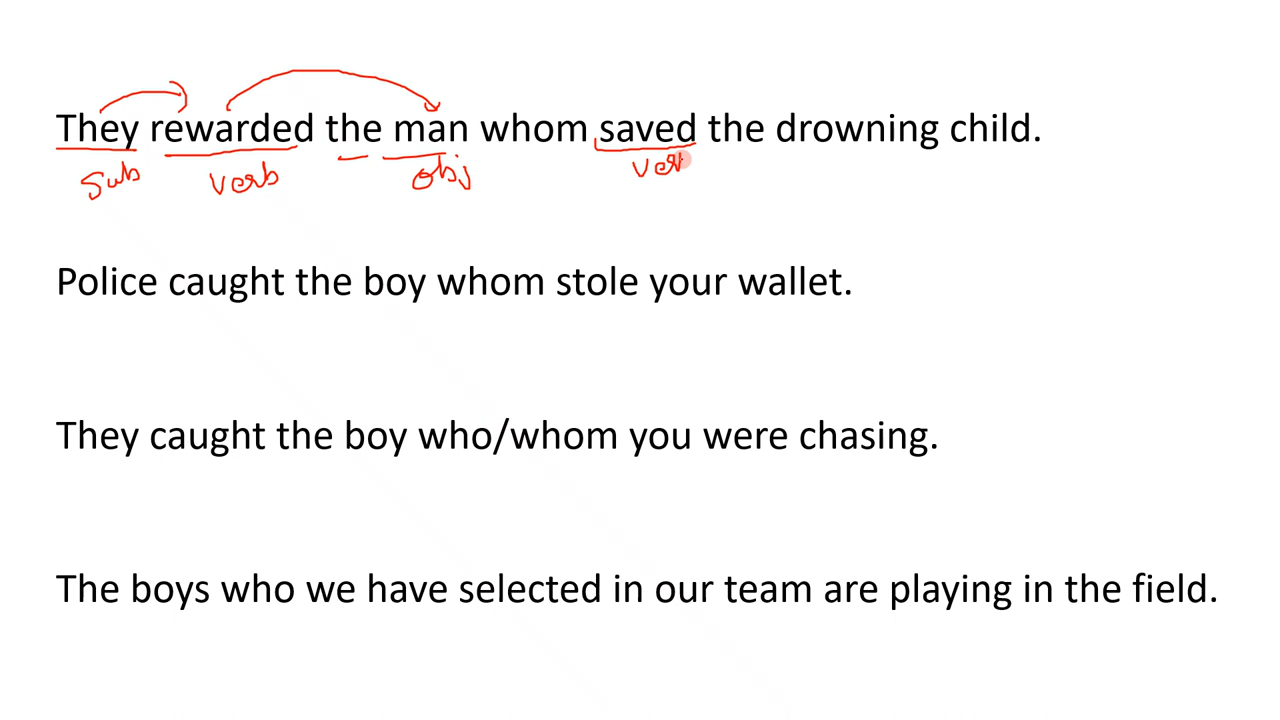 They rewarded the man whom saved the drowning child.
Sub verb obj ver
Police caught the boy whom stole your wallet.
They caught the boy who/whom you were chasing.
The boys who we have selected in our team are playing in the field.